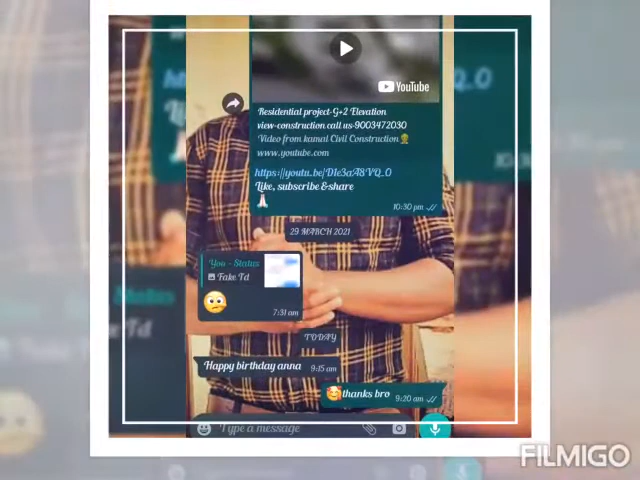 YouTube
Residential project-G+2 Elevation
view-construction call us-9003472030
Video from kamal Civil Construction👷
www.youtube.com
https://youtu.be/D1e3aA8VQ_0
Like, subscribe &share
🙏🏻
10:30 pm
29 MARCH 2021
You - Status
Fake Id
🤕
7:31 am
TODAY
Happy birthday anna
9:15 am
🥰thanks bro
9:20 am
Type a message
FILMIGO